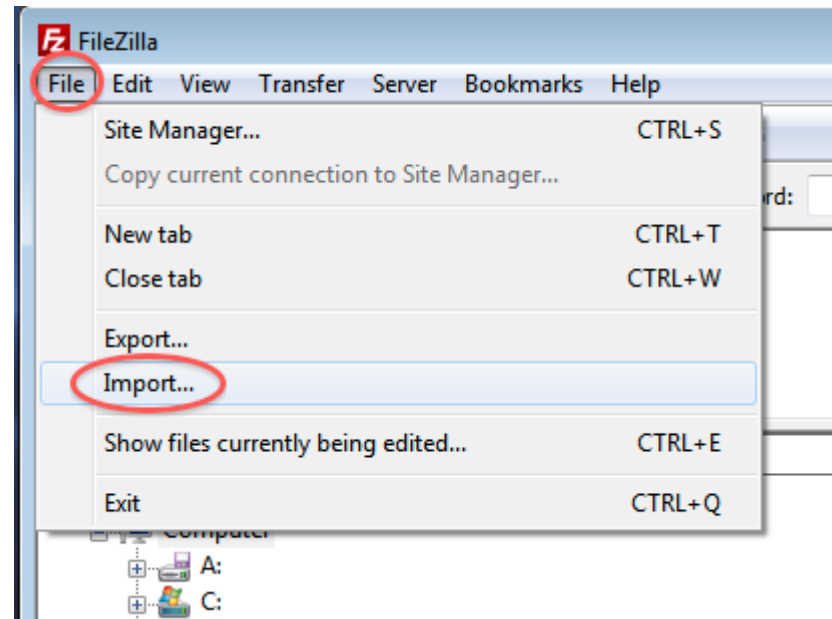 FileZilla
File Edit View Transfer Server Bookmarks Help
Site Manager... CTRL+S
Copy current connection to Site Manager...
rd:
New tab CTRL+T
Close tab CTRL+W
Export...
Import...
Show files currently being edited... CTRL+E
Exit CTRL+Q
Computer
A:
C: